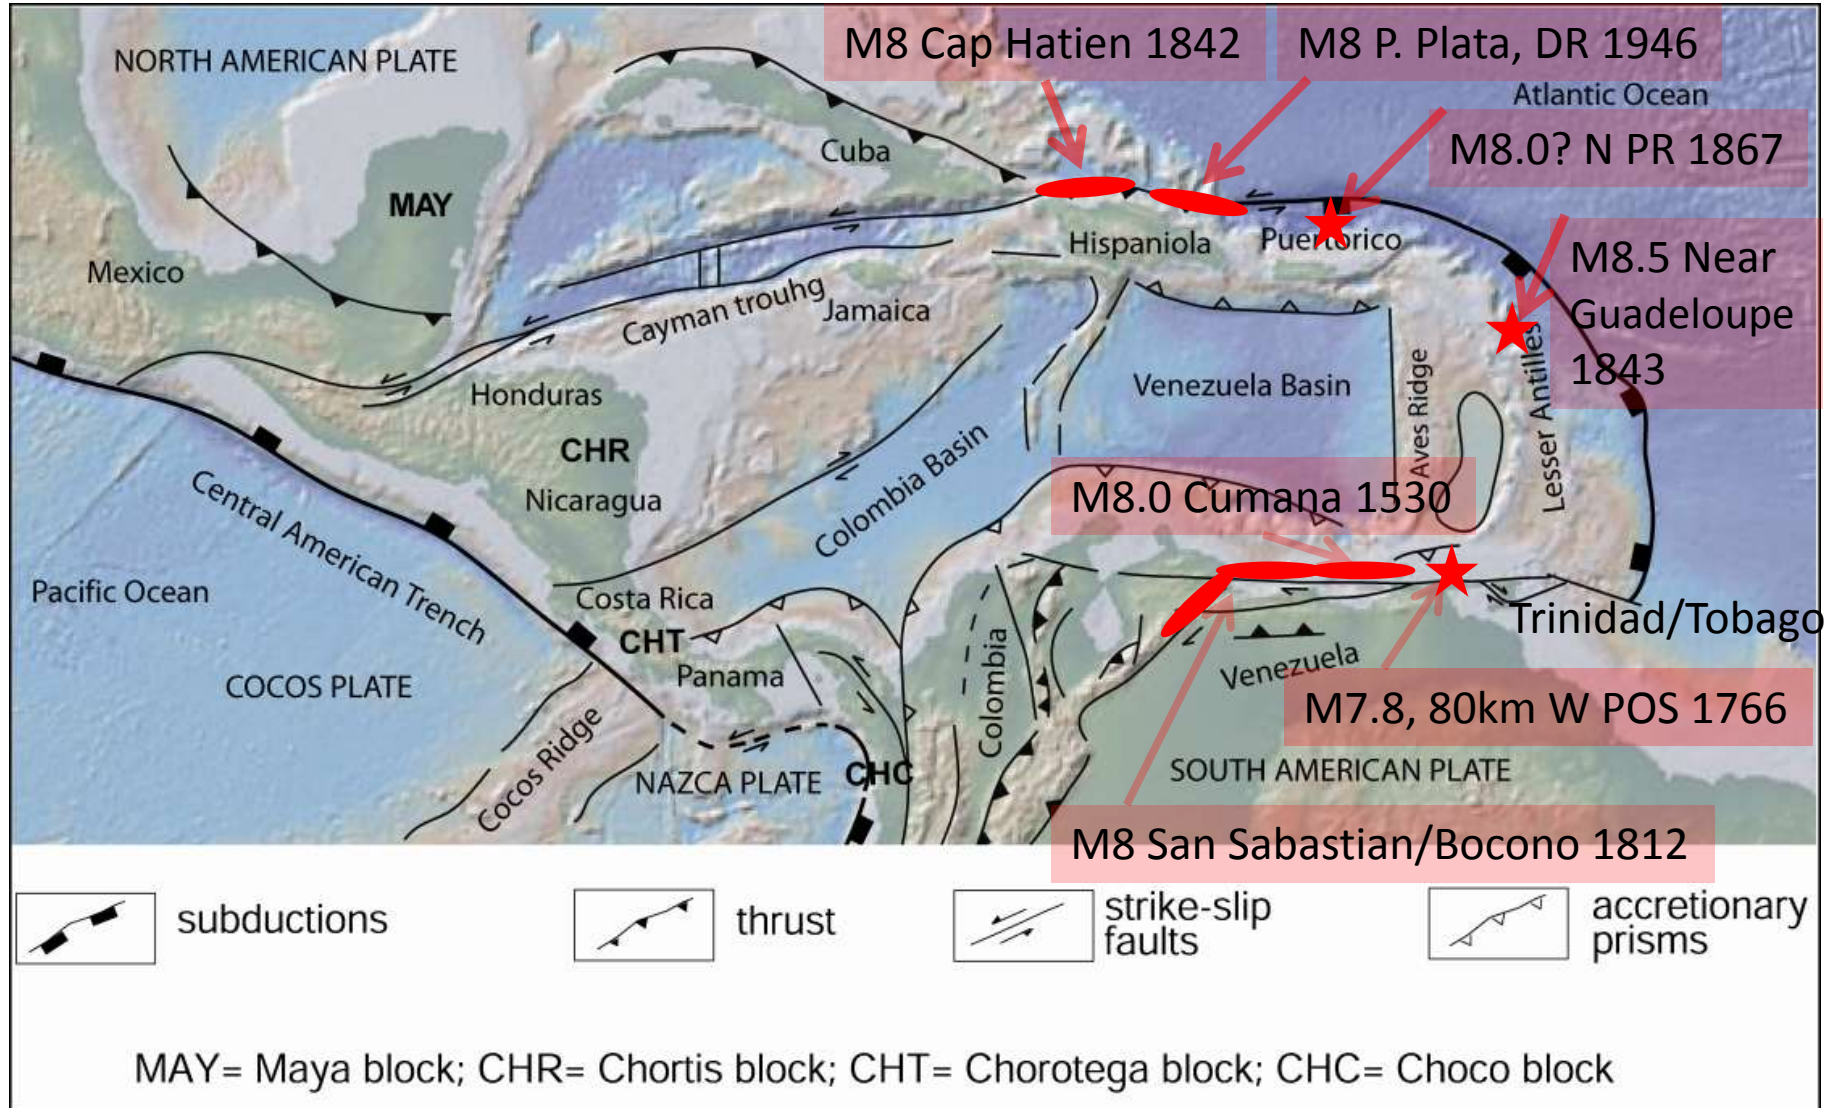 M8 Cap Hatien 1842
M8 P. Plata, DR 1946
NORTH AMERICAN PLATE
Atlantic Ocean
M8.0? N PR 1867
Cuba
MAY
Hispaniola
Puertorico
Mexico
M8.5 Near
Guadeloupe
1843
Cayman trouhg
Jamaica
Honduras
Venezuela Basin
Aves Ridge
Lesser Antilles
CHR
Nicaragua
Colombia Basin
M8.0 Cumana 1530
Central American Trench
Pacific Ocean
Costa Rica
CHT
Panama
Colombia
Trinidad/Tobago
Venezuela
COCOS PLATE
M7.8, 80km W POS 1766
Cocos Ridge
NAZCA PLATE
CHC
SOUTH AMERICAN PLATE
M8 San Sabastian/Bocono 1812
subductions
thrust
strike-slip
faults
accretionary
prisms
MAY= Maya block; CHR= Chortis block; CHT= Chorotega block; CHC= Choco block